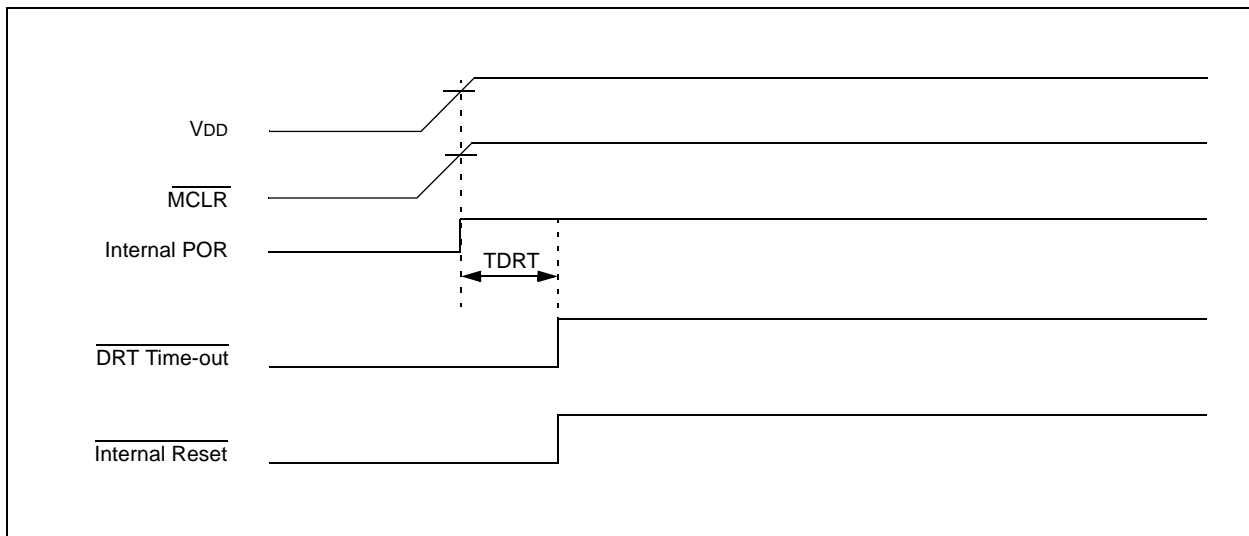 VDD
MCLR
Internal POR
TDRT
DRT Time-out
Internal Reset